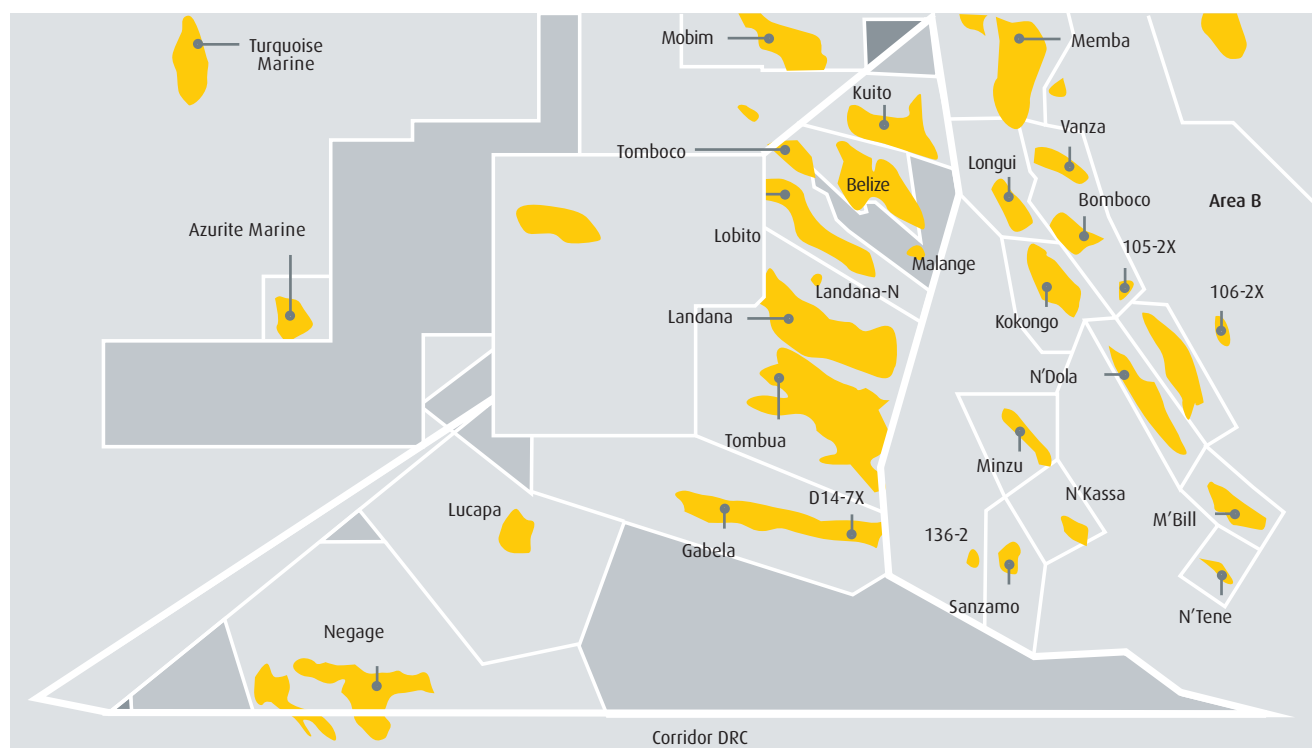 Mobim
Memba
Turquoise
Marine
Kuito
Vanza
Tomboco
Longui
Belize
Bomboco
Area B
Azurite Marine
Lobito
105-2X
Malange
Landana-N
106-2X
Landana
Kokongo
N'Dola
Tombua
Minzu
N'Kassa
Lucapa
D14-7X
M'Bill
136-2
Gabela
Sanzamo
N'Tene
Negage
Corridor DRC